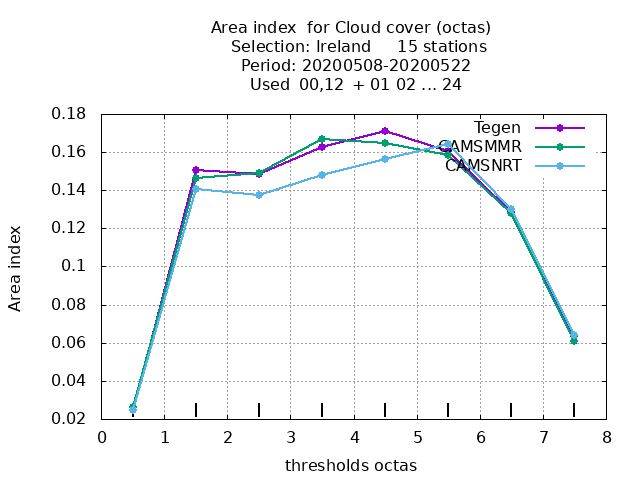 Area index  for Cloud cover (octas)
Selection: Ireland     15 stations
Period: 20200508-20200522
Used  00,12  + 01 02 ... 24
0.18
0.16
0.14
0.12
0.1
0.08
0.06
0.04
0.02
Area index
Tegen
CAMSMMR
CAMSNRT
0 1 2 3 4 5 6 7 8
thresholds octas